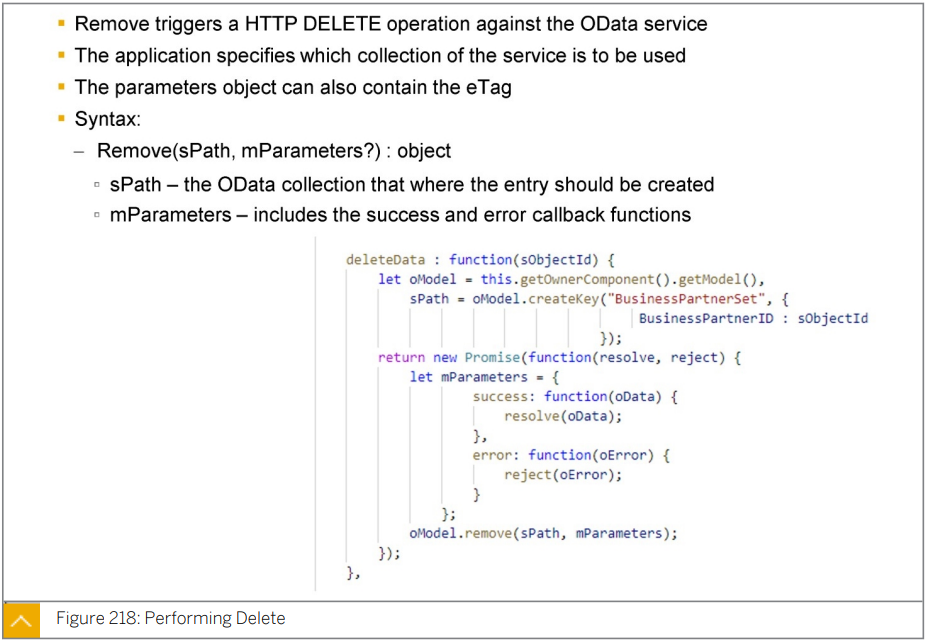 ▪ Remove triggers a HTTP DELETE operation against the OData service
▪ The application specifies which collection of the service is to be used
▪ The parameters object can also contain the eTag
▪ Syntax:
– Remove(sPath, mParameters?) : object
▫ sPath – the OData collection that where the entry should be created
▫ mParameters – includes the success and error callback functions
deleteData : function(sObjectId) {
let oModel = this.getOwnerComponent().getModel(),
sPath = oModel.createKey("BusinessPartnerSet", {
BusinessPartnerID : sObjectId
});
return new Promise(function(resolve, reject) {
let mParameters = {
success: function(oData) {
resolve(oData);
},
error: function(oError) {
reject(oError);
}
};
oModel.remove(sPath, mParameters);
});
},
Figure 218: Performing Delete